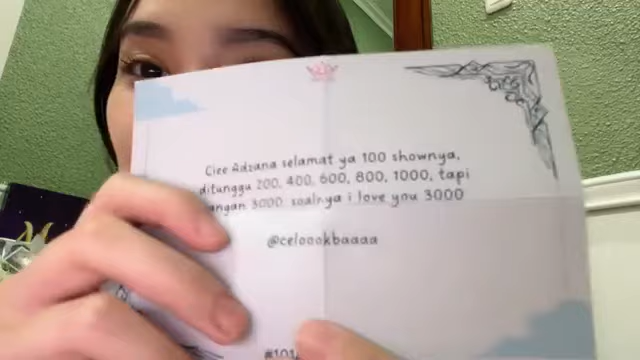 Ciee Adzana selamat ya 100 shownya,
ditunggu 200, 400, 600, 800, 1000, tapi
3000 soalnya i love you 3000
@celoookbaaaa
#101